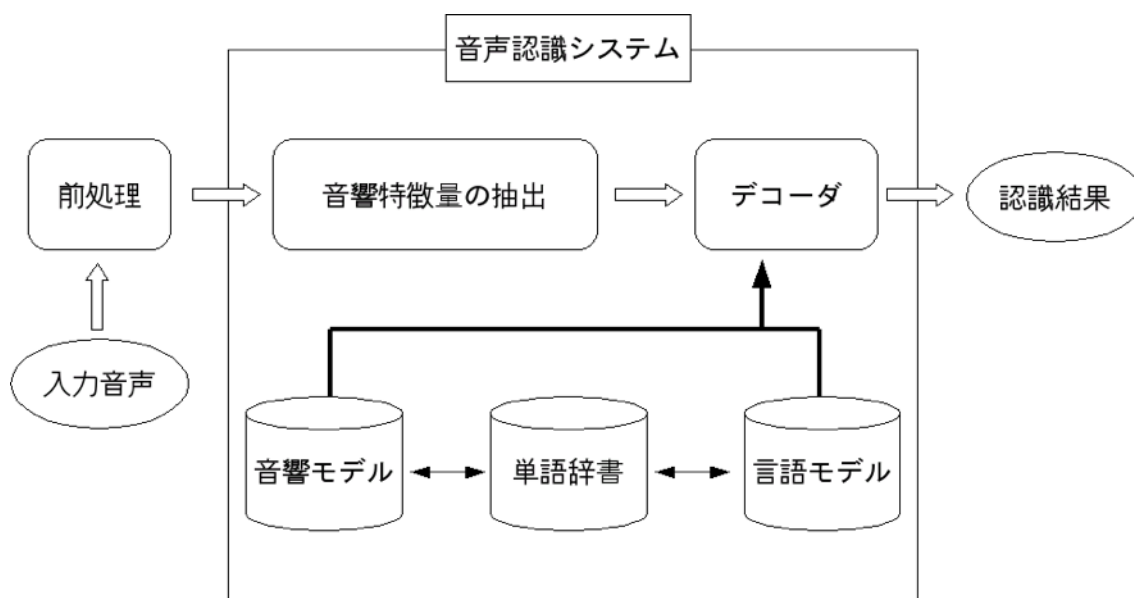 音声認識システム
前処理
音響特徴量の抽出
デコーダ
認識結果
入力音声
音響モデル
単語辞書
言語モデル